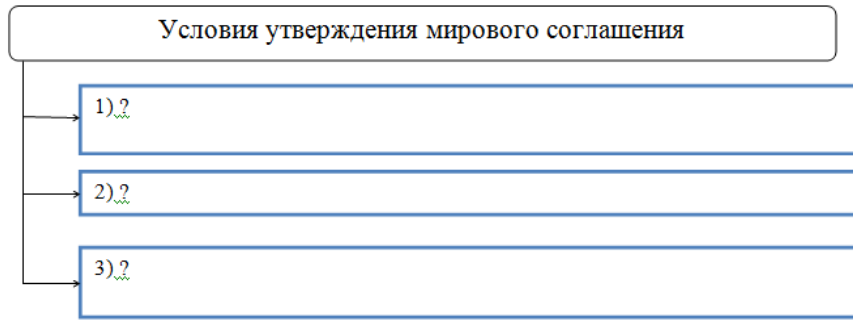 Условия утверждения мирового соглашения
1) ?
2) ?
3) ?